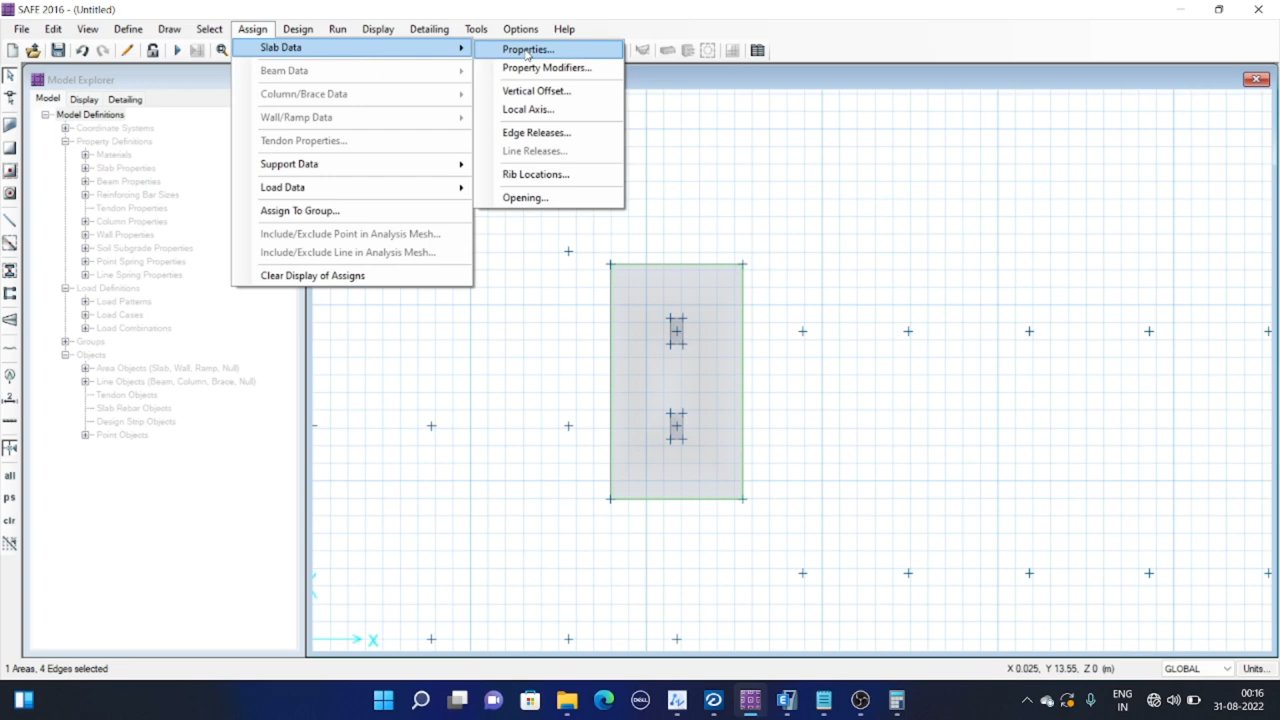 SAFE 2016 - (Untitled)
File Edit View Define Draw Select Assign Design Run Display Detailing Tools Options Help
Model Explorer
Model Display Detailing
Model Definitions
Coordinate Systems
Property Definitions
Materials
Slab Properties
Beam Properties
Reinforcing Bar Sizes
Tendon Properties
Column Properties
Wall Properties
Soil Subgrade Properties
Point Spring Properties
Line Spring Properties
Load Definitions
Load Patterns
Load Cases
Load Combinations
Groups
Objects
Area Objects (Slab, Wall, Ramp, Null)
Line Objects (Beam, Column, Brace, Null)
Tendon Objects
Slab Rebar Objects
Design Strip Objects
Point Objects
all
ps
clr
Slab Data
Beam Data
Column/Brace Data
Wall/Ramp Data
Tendon Properties...
Support Data
Load Data
Assign To Group...
Include/Exclude Point in Analysis Mesh...
Include/Exclude Line in Analysis Mesh...
Clear Display of Assigns
Properties...
Property Modifiers...
Vertical Offset...
Local Axis...
Edge Releases...
Line Releases...
Rib Locations...
Opening...
X
1 Areas, 4 Edges selected
X 0.025, Y 13.55, Z 0 (m)
GLOBAL
Units...
DELL
ENG
IN
00:16
31-08-2022